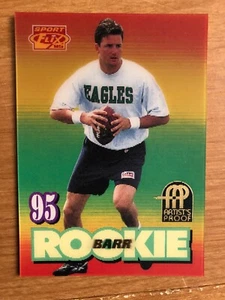 SPORT
FLIX
EAGLES
95
AP
ARTIST'S
PROOF
ROOKIE
BARR